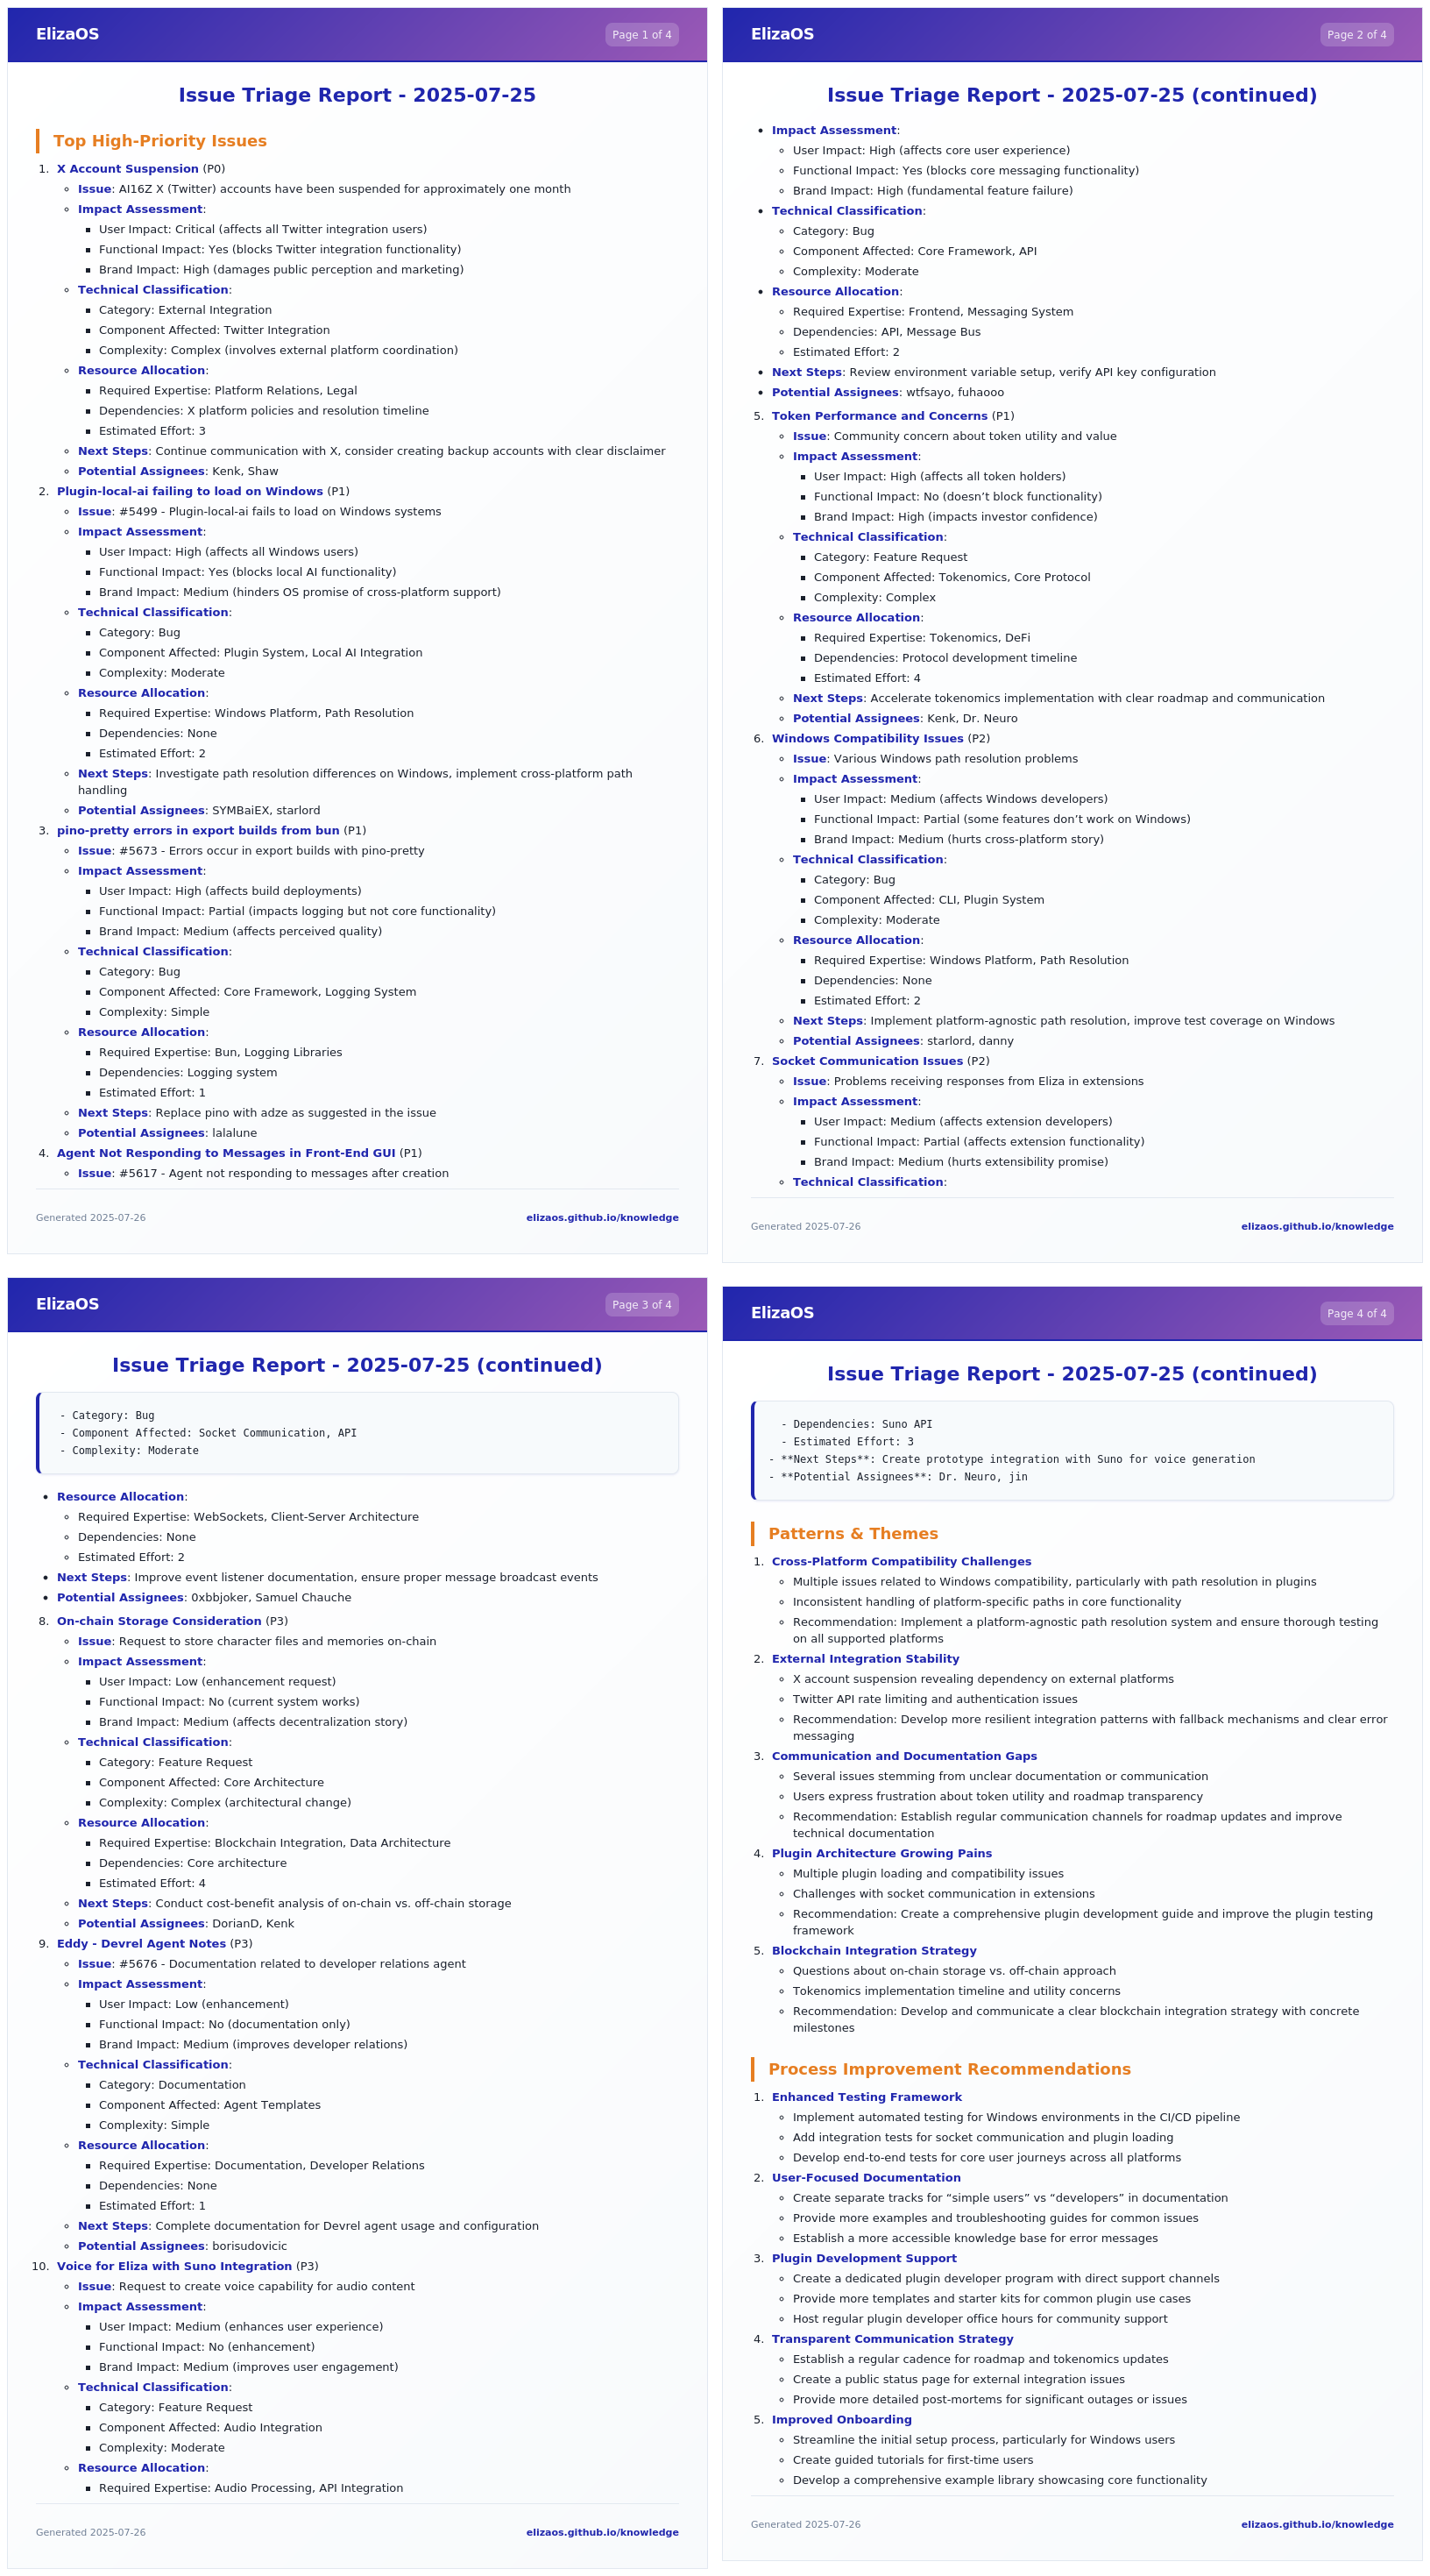 ElizaOS
Page 1 of 4
Issue Triage Report - 2025-07-25
Top High-Priority Issues
1. X Account Suspension (P0)
Issue: AI16Z X (Twitter) accounts have been suspended for approximately one month
Impact Assessment:
User Impact: Critical (affects all Twitter integration users)
Functional Impact: Yes (blocks Twitter integration functionality)
Brand Impact: High (damages public perception and marketing)
Technical Classification:
Category: External Integration
Component Affected: Twitter Integration
Complexity: Complex (involves external platform coordination)
Resource Allocation:
Required Expertise: Platform Relations, Legal
Dependencies: X platform policies and resolution timeline
Estimated Effort: 3
Next Steps: Continue communication with X, consider creating backup accounts with clear disclaimer
Potential Assignees: Kenk, Shaw
2. Plugin-local-ai failing to load on Windows (P1)
Issue: #5499 - Plugin-local-ai fails to load on Windows systems
Impact Assessment:
User Impact: High (affects all Windows users)
Functional Impact: Yes (blocks local AI functionality)
Brand Impact: Medium (hinders OS promise of cross-platform support)
Technical Classification:
Category: Bug
Component Affected: Plugin System, Local AI Integration
Complexity: Moderate
Resource Allocation:
Required Expertise: Windows Platform, Path Resolution
Dependencies: None
Estimated Effort: 2
Next Steps: Investigate path resolution differences on Windows, implement cross-platform path
handling
Potential Assignees: SYMBaiEX, starlord
3. pino-pretty errors in export builds from bun (P1)
Issue: #5673 - Errors occur in export builds with pino-pretty
Impact Assessment:
User Impact: High (affects build deployments)
Functional Impact: Partial (impacts logging but not core functionality)
Brand Impact: Medium (affects perceived quality)
Technical Classification:
Category: Bug
Component Affected: Core Framework, Logging System
Complexity: Simple
Resource Allocation:
Required Expertise: Bun, Logging Libraries
Dependencies: Logging system
Estimated Effort: 1
Next Steps: Replace pino with adze as suggested in the issue
Potential Assignees: lalalune
4. Agent Not Responding to Messages in Front-End GUI (P1)
Issue: #5617 - Agent not responding to messages after creation
Generated 2025-07-26
elizaos.github.io/knowledge
ElizaOS
Page 2 of 4
Issue Triage Report - 2025-07-25 (continued)
Impact Assessment:
User Impact: High (affects core user experience)
Functional Impact: Yes (blocks core messaging functionality)
Brand Impact: High (fundamental feature failure)
Technical Classification:
Category: Bug
Component Affected: Core Framework, API
Complexity: Moderate
Resource Allocation:
Required Expertise: Frontend, Messaging System
Dependencies: API, Message Bus
Estimated Effort: 2
Next Steps: Review environment variable setup, verify API key configuration
Potential Assignees: wtfsayo, fuhaooo
5. Token Performance and Concerns (P1)
Issue: Community concern about token utility and value
Impact Assessment:
User Impact: High (affects all token holders)
Functional Impact: No (doesn’t block functionality)
Brand Impact: High (impacts investor confidence)
Technical Classification:
Category: Feature Request
Component Affected: Tokenomics, Core Protocol
Complexity: Complex
Resource Allocation:
Required Expertise: Tokenomics, DeFi
Dependencies: Protocol development timeline
Estimated Effort: 4
Next Steps: Accelerate tokenomics implementation with clear roadmap and communication
Potential Assignees: Kenk, Dr. Neuro
6. Windows Compatibility Issues (P2)
Issue: Various Windows path resolution problems
Impact Assessment:
User Impact: Medium (affects Windows developers)
Functional Impact: Partial (some features don’t work on Windows)
Brand Impact: Medium (hurts cross-platform story)
Technical Classification:
Category: Bug
Component Affected: CLI, Plugin System
Complexity: Moderate
Resource Allocation:
Required Expertise: Windows Platform, Path Resolution
Dependencies: None
Estimated Effort: 2
Next Steps: Implement platform-agnostic path resolution, improve test coverage on Windows
Potential Assignees: starlord, danny
7. Socket Communication Issues (P2)
Issue: Problems receiving responses from Eliza in extensions
Impact Assessment:
User Impact: Medium (affects extension developers)
Functional Impact: Partial (affects extension functionality)
Brand Impact: Medium (hurts extensibility promise)
Technical Classification:
Generated 2025-07-26
elizaos.github.io/knowledge
ElizaOS
Page 3 of 4
Issue Triage Report - 2025-07-25 (continued)
- Category: Bug
- Component Affected: Socket Communication, API
- Complexity: Moderate
Resource Allocation:
Required Expertise: WebSockets, Client-Server Architecture
Dependencies: None
Estimated Effort: 2
Next Steps: Improve event listener documentation, ensure proper message broadcast events
Potential Assignees: 0xbbjoker, Samuel Chauche
8. On-chain Storage Consideration (P3)
Issue: Request to store character files and memories on-chain
Impact Assessment:
User Impact: Low (enhancement request)
Functional Impact: No (current system works)
Brand Impact: Medium (affects decentralization story)
Technical Classification:
Category: Feature Request
Component Affected: Core Architecture
Complexity: Complex (architectural change)
Resource Allocation:
Required Expertise: Blockchain Integration, Data Architecture
Dependencies: Core architecture
Estimated Effort: 4
Next Steps: Conduct cost-benefit analysis of on-chain vs. off-chain storage
Potential Assignees: DorianD, Kenk
9. Eddy - Devrel Agent Notes (P3)
Issue: #5676 - Documentation related to developer relations agent
Impact Assessment:
User Impact: Low (enhancement)
Functional Impact: No (documentation only)
Brand Impact: Medium (improves developer relations)
Technical Classification:
Category: Documentation
Component Affected: Agent Templates
Complexity: Simple
Resource Allocation:
Required Expertise: Documentation, Developer Relations
Dependencies: None
Estimated Effort: 1
Next Steps: Complete documentation for Devrel agent usage and configuration
Potential Assignees: borisudovicic
10. Voice for Eliza with Suno Integration (P3)
Issue: Request to create voice capability for audio content
Impact Assessment:
User Impact: Medium (enhances user experience)
Functional Impact: No (enhancement)
Brand Impact: Medium (improves user engagement)
Technical Classification:
Category: Feature Request
Component Affected: Audio Integration
Complexity: Moderate
Resource Allocation:
Required Expertise: Audio Processing, API Integration
Generated 2025-07-26
elizaos.github.io/knowledge
ElizaOS
Page 4 of 4
Issue Triage Report - 2025-07-25 (continued)
- Dependencies: Suno API
- Estimated Effort: 3
- **Next Steps**: Create prototype integration with Suno for voice generation
- **Potential Assignees**: Dr. Neuro, jin
Patterns & Themes
1. Cross-Platform Compatibility Challenges
Multiple issues related to Windows compatibility, particularly with path resolution in plugins
Inconsistent handling of platform-specific paths in core functionality
Recommendation: Implement a platform-agnostic path resolution system and ensure thorough testing
on all supported platforms
2. External Integration Stability
X account suspension revealing dependency on external platforms
Twitter API rate limiting and authentication issues
Recommendation: Develop more resilient integration patterns with fallback mechanisms and clear error
messaging
3. Communication and Documentation Gaps
Several issues stemming from unclear documentation or communication
Users express frustration about token utility and roadmap transparency
Recommendation: Establish regular communication channels for roadmap updates and improve
technical documentation
4. Plugin Architecture Growing Pains
Multiple plugin loading and compatibility issues
Challenges with socket communication in extensions
Recommendation: Create a comprehensive plugin development guide and improve the plugin testing
framework
5. Blockchain Integration Strategy
Questions about on-chain storage vs. off-chain approach
Tokenomics implementation timeline and utility concerns
Recommendation: Develop and communicate a clear blockchain integration strategy with concrete
milestones
Process Improvement Recommendations
1. Enhanced Testing Framework
Implement automated testing for Windows environments in the CI/CD pipeline
Add integration tests for socket communication and plugin loading
Develop end-to-end tests for core user journeys across all platforms
2. User-Focused Documentation
Create separate tracks for “simple users” vs “developers” in documentation
Provide more examples and troubleshooting guides for common issues
Establish a more accessible knowledge base for error messages
3. Plugin Development Support
Create a dedicated plugin developer program with direct support channels
Provide more templates and starter kits for common plugin use cases
Host regular plugin developer office hours for community support
4. Transparent Communication Strategy
Establish a regular cadence for roadmap and tokenomics updates
Create a public status page for external integration issues
Provide more detailed post-mortems for significant outages or issues
5. Improved Onboarding
Streamline the initial setup process, particularly for Windows users
Create guided tutorials for first-time users
Develop a comprehensive example library showcasing core functionality
Generated 2025-07-26
elizaos.github.io/knowledge